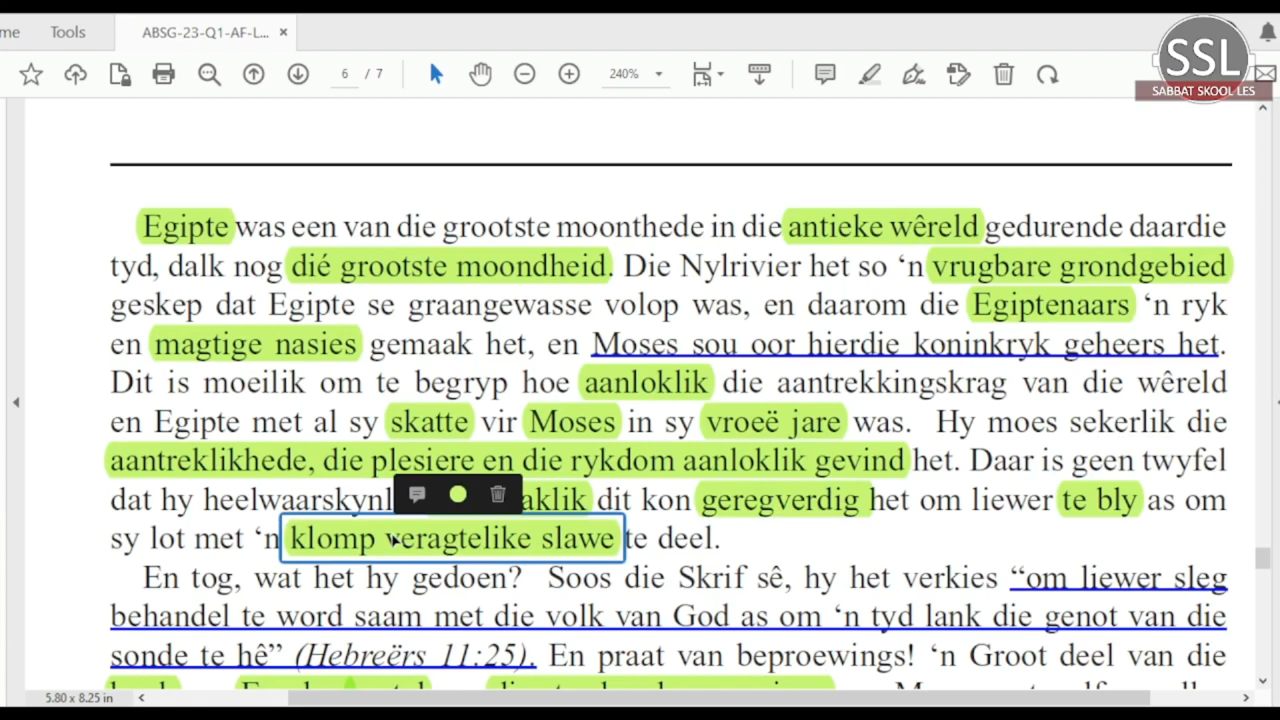 me
Tools
ABSG-23-Q1-AF-L... ×
6 / 7
240%
SSL
SABBAT SKOOL LES
Egipte was een van die grootste moonthede in die antieke wêreld gedurende daardie
tyd, dalk nog dié grootste moondheid. Die Nylrivier het so ‘n vrugbare grondgebied
geskep dat Egipte se graangewasse volop was, en daarom die Egiptenaars ‘n ryk
en magtige nasies gemaak het, en Moses sou oor hierdie koninkryk geheers het.
Dit is moeilik om te begryp hoe aanloklik die aantrekkingskrag van die wêreld
en Egipte met al sy skatte vir Moses in sy vroeë jare was. Hy moes sekerlik die
aantreklikhede, die plesiere en die rykdom aanloklik gevind het. Daar is geen twyfel
dat hy dit kon geregverdig het om liewer te bly as om
sy lot met ‘n klomp veragtelike slawe te deel.
En tog, wat het hy gedoen? Soos die Skrif sê, hy het verkies “om liewer sleg
behandel te word saam met die volk van God as om ‘n tyd lank die genot van die
sonde te hê” (Hebreërs 11:25). En praat van beproewings! ‘n Groot deel van die
5.80 x 8.25 in